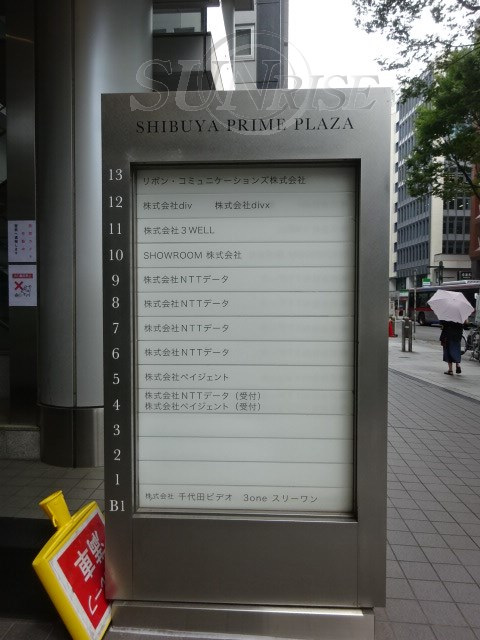 SUNRISE
SHIBUYA PRIME PLAZA
13 リボン・コミュニケーションズ株式会社
12 株式会社div 株式会社divx
11 株式会社3WELL
10 SHOWROOM 株式会社
9 株式会社NTTデータ
8 株式会社NTTデータ
7 株式会社NTTデータ
6 株式会社NTTデータ
5 株式会社ペイジェント
4 株式会社NTTデータ（受付）
株式会社ペイジェント（受付）
3
2
1
B1 株式会社 千代田ビデオ 3one スリーワン
満車